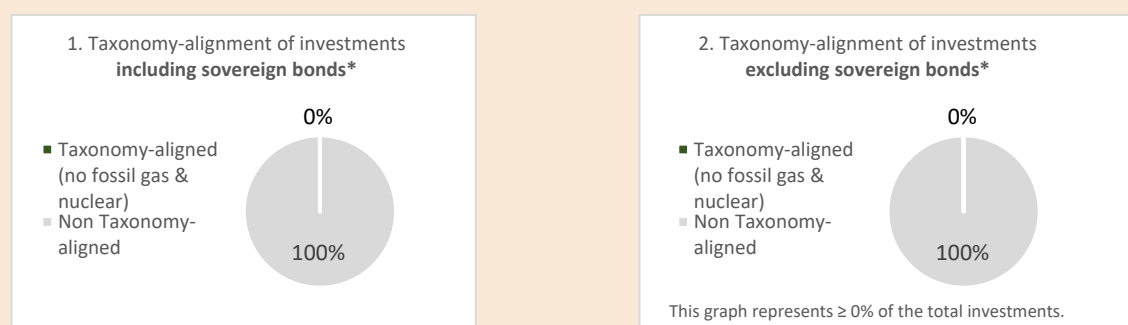 1. Taxonomy-alignment of investments
including sovereign bonds*
0%
Taxonomy-aligned
(no fossil gas &
nuclear)
Non Taxonomy-
aligned
100%
2. Taxonomy-alignment of investments
excluding sovereign bonds*
0%
Taxonomy-aligned
(no fossil gas &
nuclear)
Non Taxonomy-
aligned
100%
This graph represents ≥ 0% of the total investments.